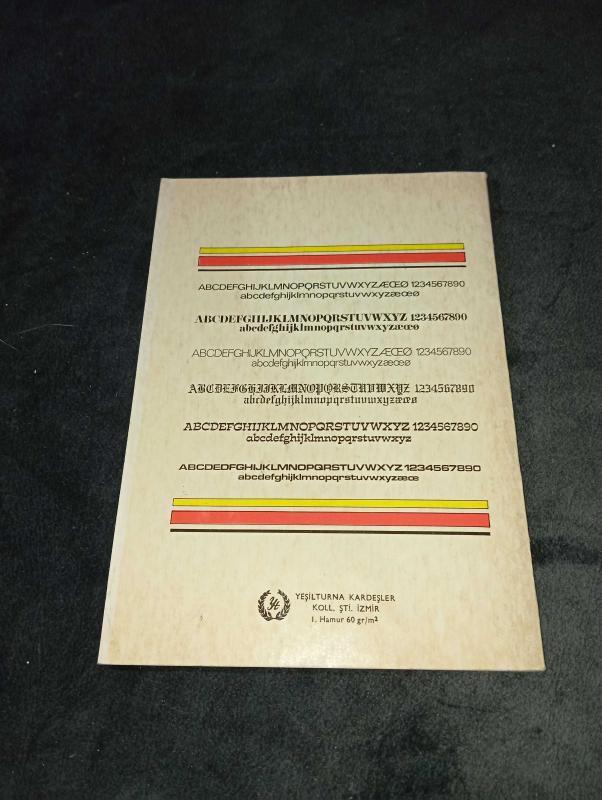 ABCDEFGHIJKLMNOPQRSTUVWXYZÆŒØ 1234567890
abcdefghijklmnopqrstuvwxyzæœø
ABCDEFGHIJKLMNOPQRSTUVWXYZ 1234567890
abcdefghijklmnopqrstuvwxyzæœø
ABCDEFGHIJKLMNOPQRSTUVWXYZÆŒØ 1234567890
abcdefghijklmnopqrstuvwxyzæœø
ABCDEFGHIJKLMNOPQRSTUVWXYZ 1234567890
abcdefghijklmnopqrstuvwxyzæœø
ABCDEFGHIJKLMNOPQRSTUVWXYZ 1234567890
abcdefghijklmnopqrstuvwxyz
ABCDEDFGHIJKLMNOPQRSTUVWXYZ 1234567890
abcdefghijklmnopqrstuvwxyzæœ
YEŞİLTURNA KARDEŞLER
KOLL. ŞTİ. İZMİR
1. Hamur 60 gr/m²